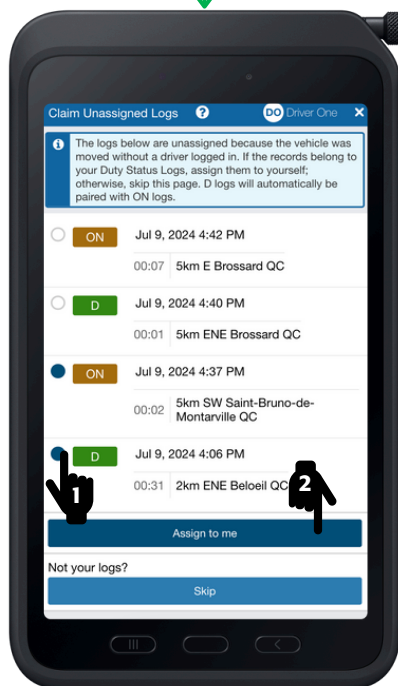 Claim Unassigned Logs ? DO Driver One ×
i The logs below are unassigned because the vehicle was
moved without a driver logged in. If the records belong to
your Duty Status Logs, assign them to yourself;
otherwise, skip this page. D logs will automatically be
paired with ON logs.
ON Jul 9, 2024 4:42 PM
00:07 5km E Brossard QC
D Jul 9, 2024 4:40 PM
00:01 5km ENE Brossard QC
ON Jul 9, 2024 4:37 PM
00:02 5km SW Saint-Bruno-de-
Montarville QC
D Jul 9, 2024 4:06 PM
00:31 2km ENE Beloeil QC
1
2
Assign to me
Not your logs?
Skip